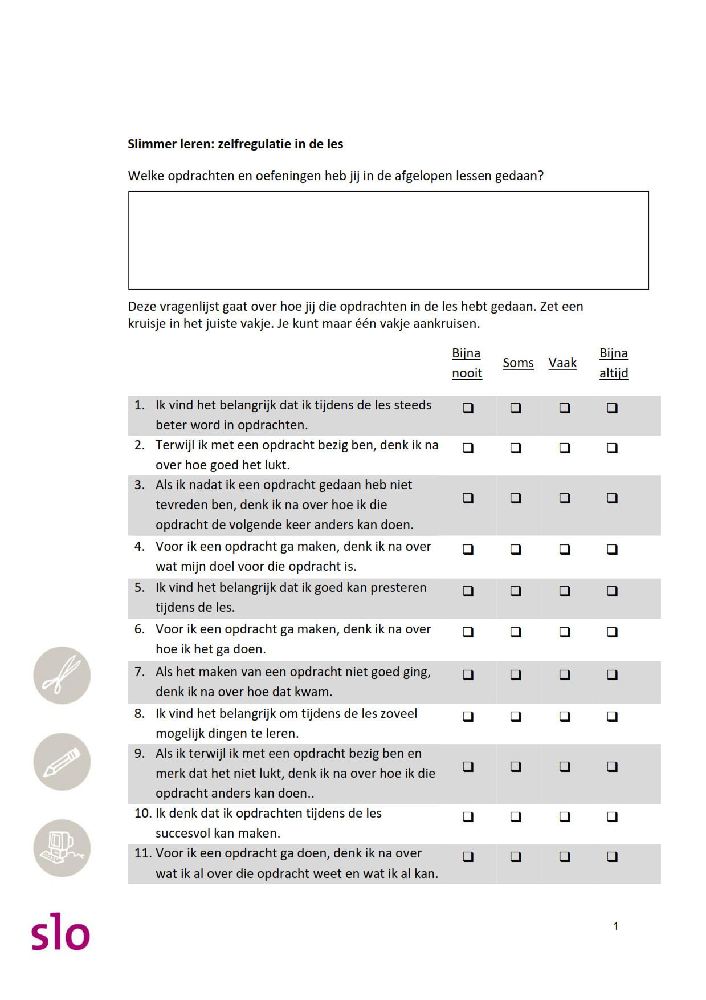 Slimmer leren: zelfregulatie in de les
Welke opdrachten en oefeningen heb jij in de afgelopen lessen gedaan?
Deze vragenlijst gaat over hoe jij die opdrachten in de les hebt gedaan. Zet een
kruisje in het juiste vakje. Je kunt maar één vakje aankruisen.
Bijna nooit Soms Vaak Bijna altijd
1. Ik vind het belangrijk dat ik tijdens de les steeds
beter word in opdrachten. ❑ ❑ ❑ ❑
2. Terwijl ik met een opdracht bezig ben, denk ik na
over hoe goed het lukt. ❑ ❑ ❑ ❑
3. Als ik nadat ik een opdracht gedaan heb niet
tevreden ben, denk ik na over hoe ik die
opdracht de volgende keer anders kan doen. ❑ ❑ ❑ ❑
4. Voor ik een opdracht ga maken, denk ik na over
wat mijn doel voor die opdracht is. ❑ ❑ ❑ ❑
5. Ik vind het belangrijk dat ik goed kan presteren
tijdens de les. ❑ ❑ ❑ ❑
6. Voor ik een opdracht ga maken, denk ik na over
hoe ik het ga doen. ❑ ❑ ❑ ❑
7. Als het maken van een opdracht niet goed ging,
denk ik na over hoe dat kwam. ❑ ❑ ❑ ❑
8. Ik vind het belangrijk om tijdens de les zoveel
mogelijk dingen te leren. ❑ ❑ ❑ ❑
9. Als ik terwijl ik met een opdracht bezig ben en
merk dat het niet lukt, denk ik na over hoe ik die
opdracht anders kan doen.. ❑ ❑ ❑ ❑
10. Ik denk dat ik opdrachten tijdens de les
succesvol kan maken. ❑ ❑ ❑ ❑
11. Voor ik een opdracht ga doen, denk ik na over
wat ik al over die opdracht weet en wat ik al kan. ❑ ❑ ❑ ❑
slo
1